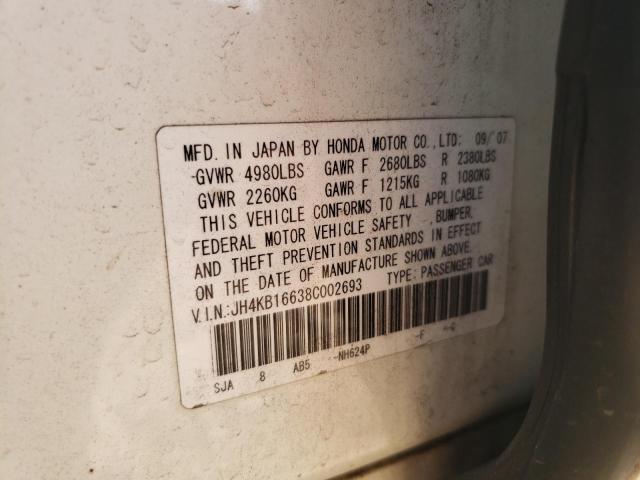 MFD. IN JAPAN BY HONDA MOTOR CO.,LTD: 09/'07
GVWR 4980LBS GAWR F 2680LBS R 2380LBS
GVWR 2260KG GAWR F 1215KG R 1080KG
THIS VEHICLE CONFORMS TO ALL APPLICABLE
FEDERAL MOTOR VEHICLE SAFETY , BUMPER,
AND THEFT PREVENTION STANDARDS IN EFFECT
ON THE DATE OF MANUFACTURE SHOWN ABOVE.
V.I.N.:JH4KB16638C002693 TYPE: PASSENGER CAR
SJA 8 AB5 -NH624P -F -G